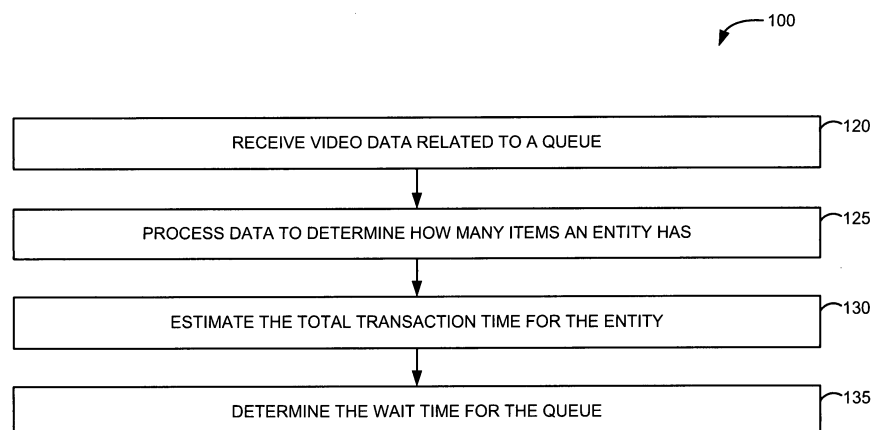 100
RECEIVE VIDEO DATA RELATED TO A QUEUE
120
PROCESS DATA TO DETERMINE HOW MANY ITEMS AN ENTITY HAS
125
ESTIMATE THE TOTAL TRANSACTION TIME FOR THE ENTITY
130
DETERMINE THE WAIT TIME FOR THE QUEUE
135